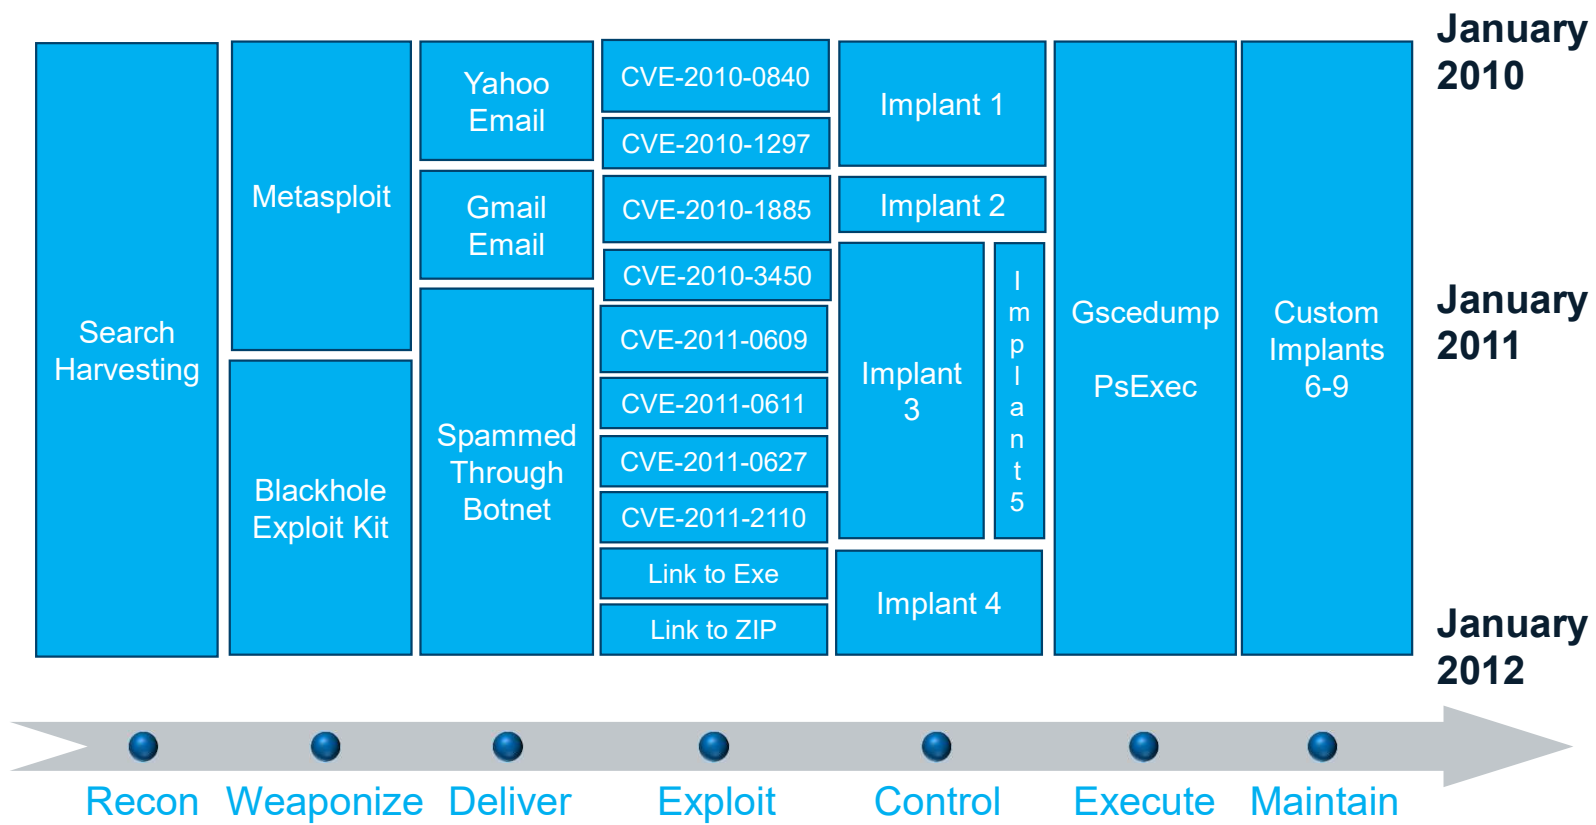 January
2010
Search
Harvesting
Metasploit
Blackhole
Exploit Kit
Yahoo
Email
Gmail
Email
Spammed
Through
Botnet
CVE-2010-0840
CVE-2010-1297
CVE-2010-1885
CVE-2010-3450
CVE-2011-0609
CVE-2011-0611
CVE-2011-0627
CVE-2011-2110
Link to Exe
Link to ZIP
Implant 1
Implant 2
Implant
3
Implant 5
Implant 4
Gscedump
PsExec
Custom
Implants
6-9
January
2011
January
2012
Recon Weaponize Deliver Exploit Control Execute Maintain